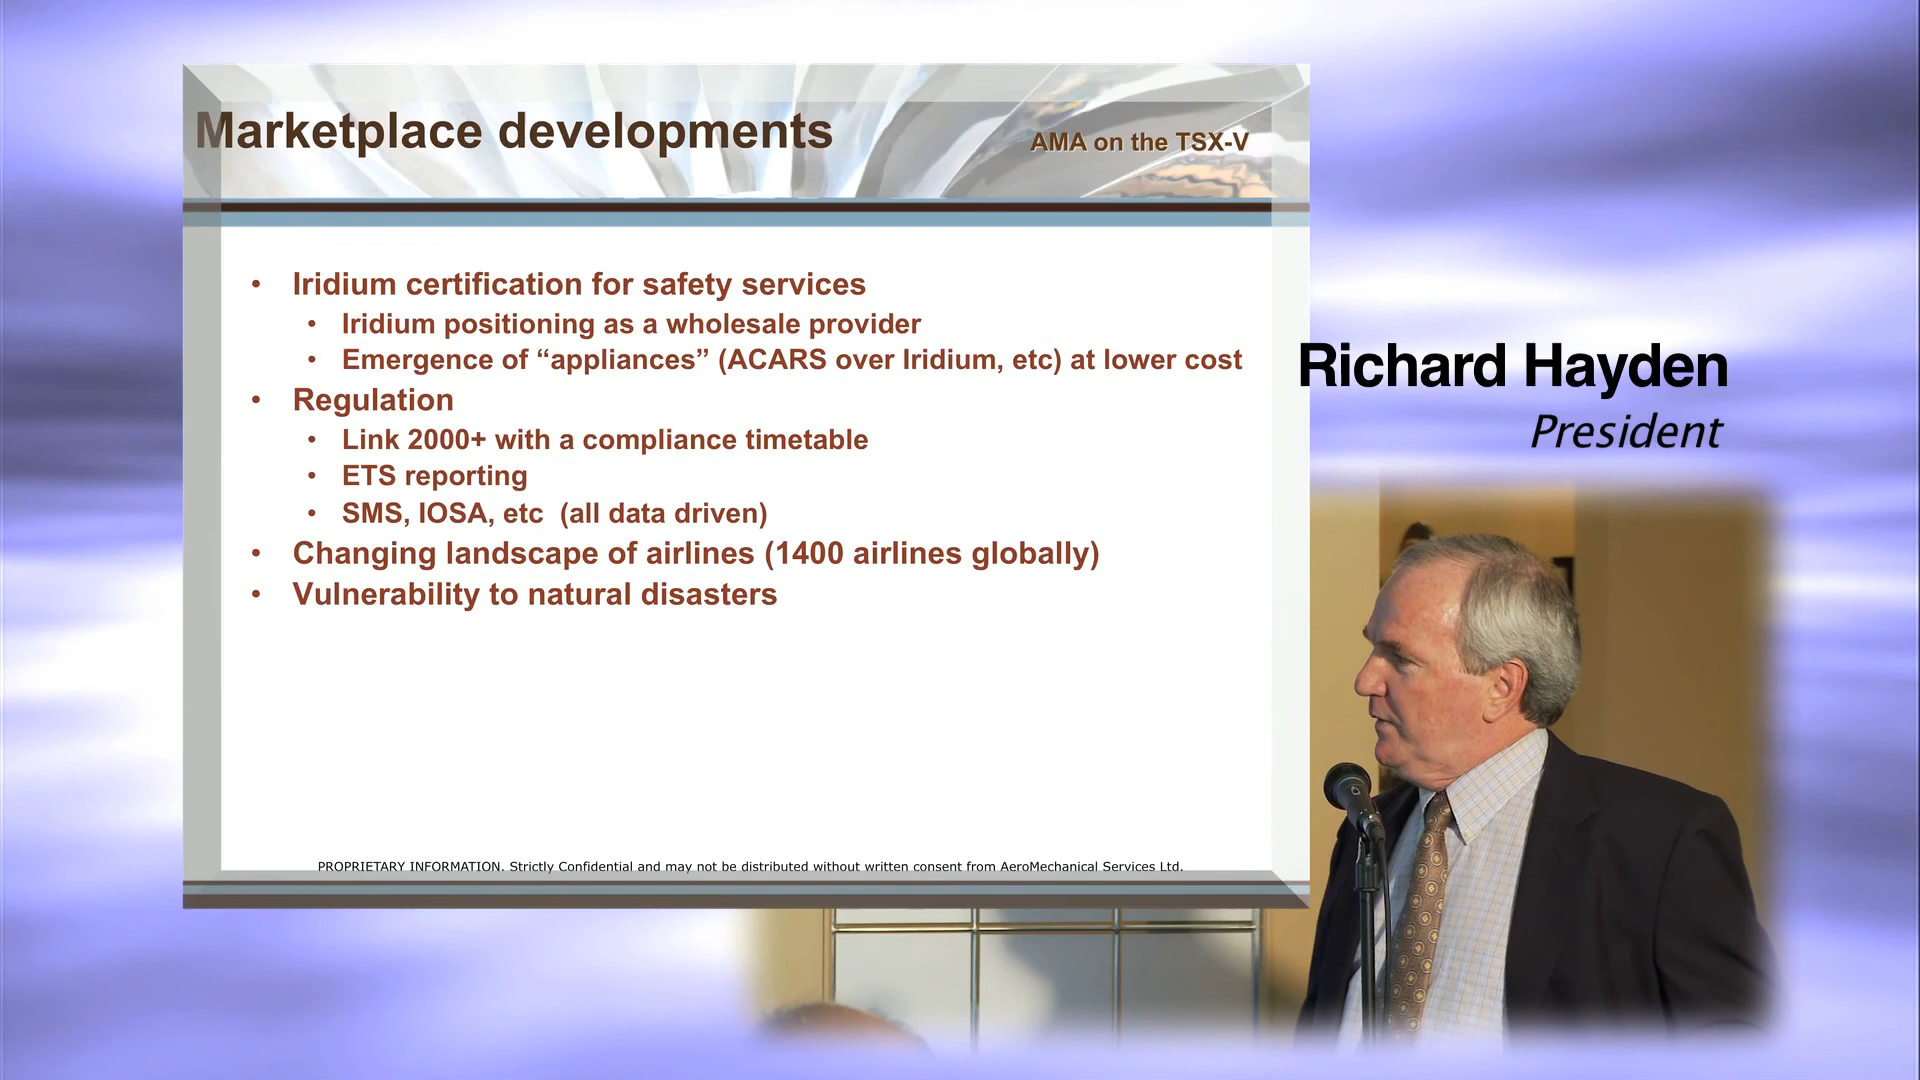 Marketplace developments
AMA on the TSX-V
• Iridium certification for safety services
• Iridium positioning as a wholesale provider
• Emergence of “appliances” (ACARS over Iridium, etc) at lower cost
• Regulation
• Link 2000+ with a compliance timetable
• ETS reporting
• SMS, IOSA, etc  (all data driven)
• Changing landscape of airlines (1400 airlines globally)
• Vulnerability to natural disasters
PROPRIETARY INFORMATION. Strictly Confidential and may not be distributed without written consent from AeroMechanical Services Ltd.
Richard Hayden
President